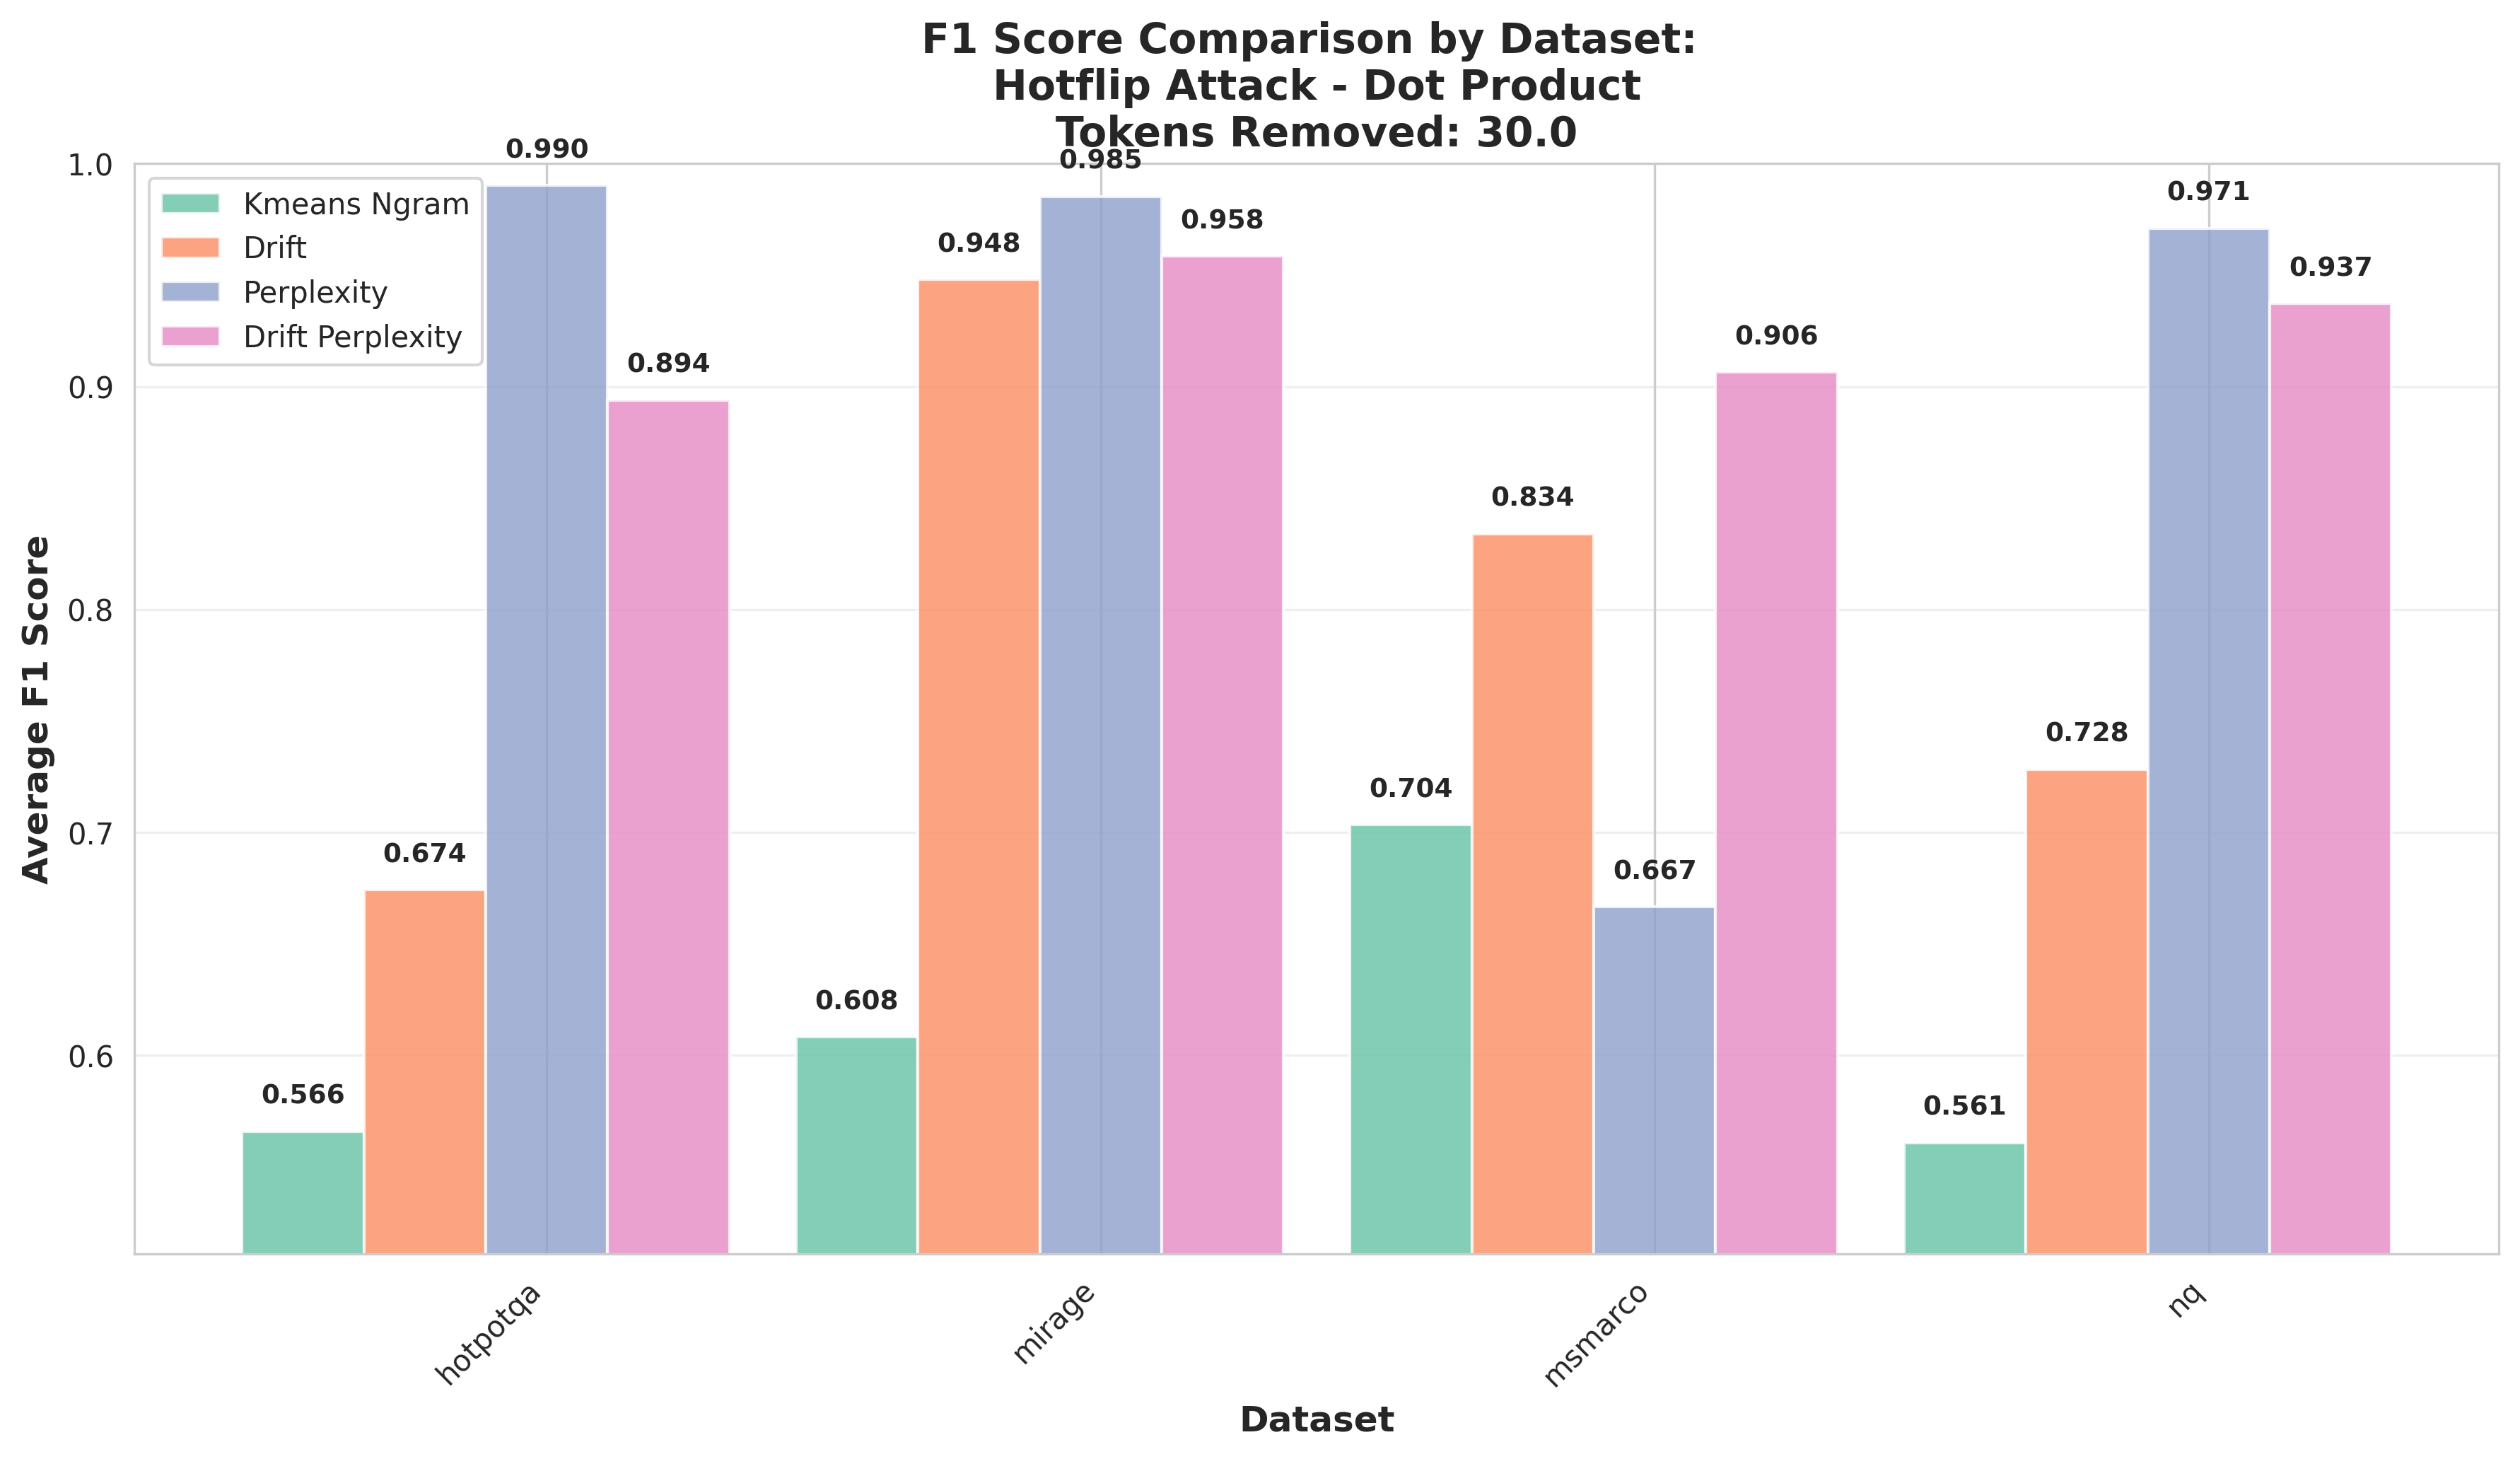 F1 Score Comparison by Dataset:
Hotflip Attack - Dot Product
Tokens Removed: 30.0
Kmeans Ngram
Drift
Perplexity
Drift Perplexity
Average F1 Score
1.0
0.9
0.8
0.7
0.6
0.566
0.674
0.990
0.894
0.608
0.948
0.985
0.958
0.704
0.834
0.667
0.906
0.561
0.728
0.971
0.937
hotpotqa
mirage
msmarco
nq
Dataset